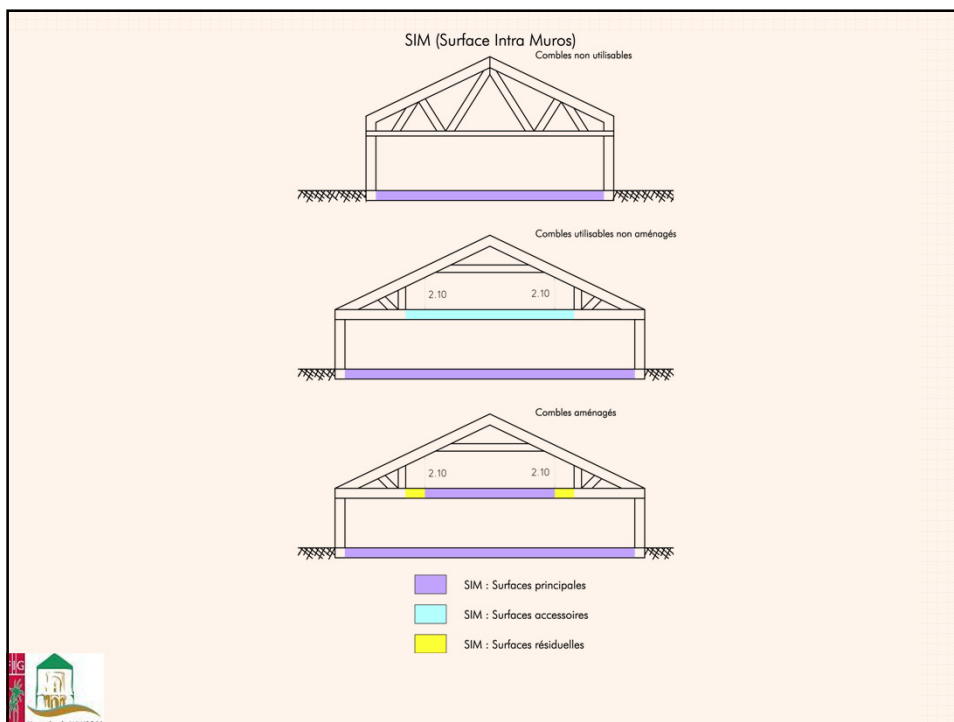 SIM (Surface Intra Muros)
Combles non utilisables
Combles utilisables non aménagés
2.10 2.10
Combles aménagés
2.10 2.10
SIM : Surfaces principales
SIM : Surfaces accessoires
SIM : Surfaces résiduelles